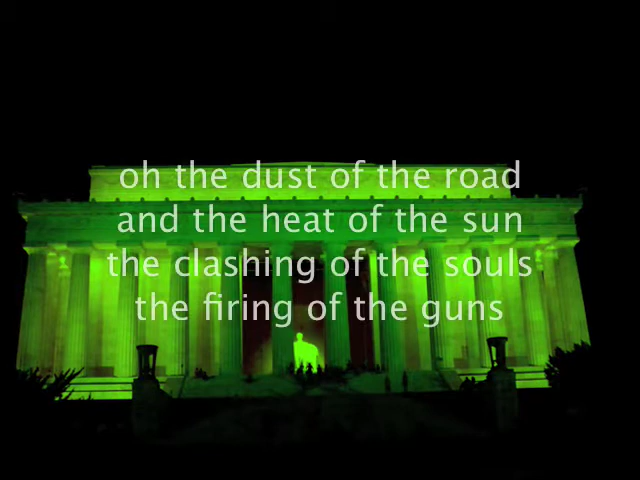 oh the dust of the road
and the heat of the sun
the clashing of the souls
the firing of the guns